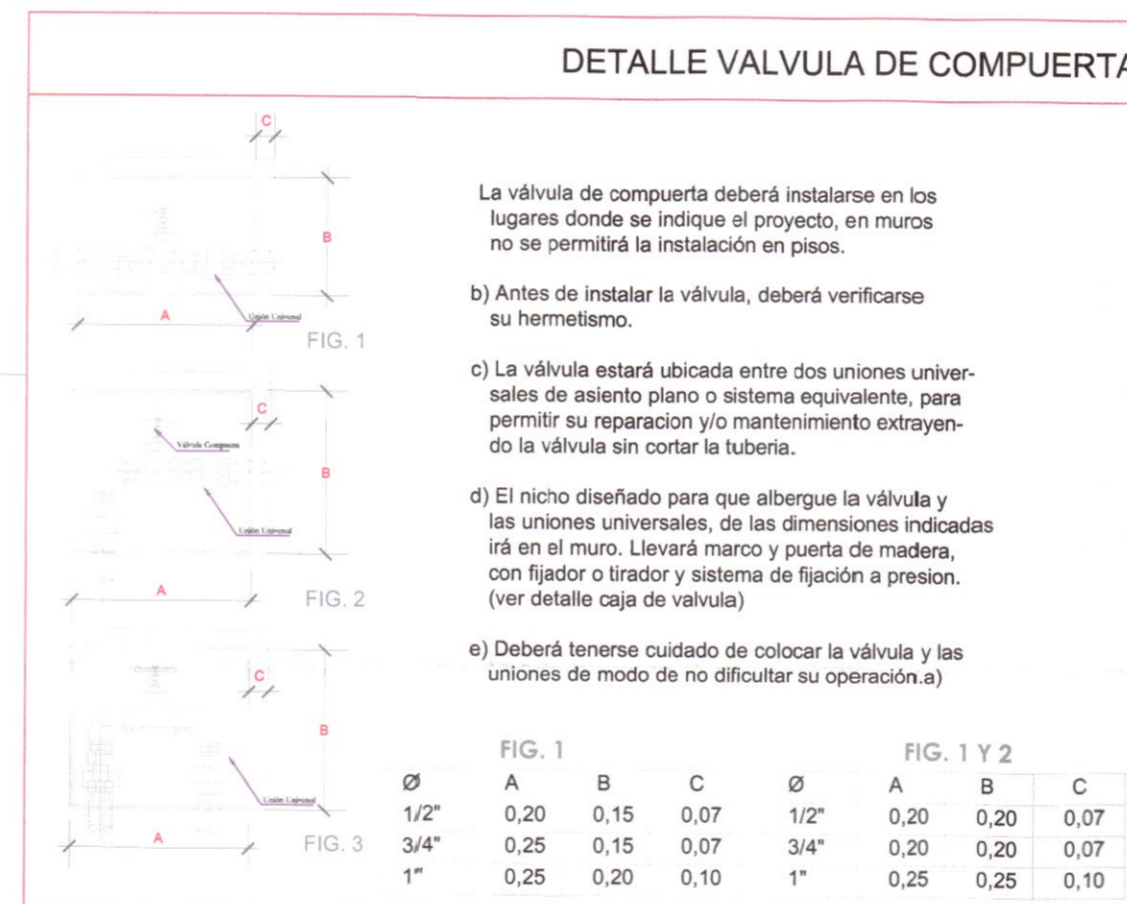 DETALLE VALVULA DE COMPUERTA
C
B
A
Unión Universal
FIG. 1
C
Válvula Compuerta
B
Unión Universal
A
FIG. 2
C
B
Unión Universal
A
FIG. 3
La válvula de compuerta deberá instalarse en los
lugares donde se indique el proyecto, en muros
no se permitirá la instalación en pisos.
b) Antes de instalar la válvula, deberá verificarse
su hermetismo.
c) La válvula estará ubicada entre dos uniones univer-
sales de asiento plano o sistema equivalente, para
permitir su reparacion y/o mantenimiento extrayen-
do la válvula sin cortar la tuberia.
d) El nicho diseñado para que albergue la válvula y
las uniones universales, de las dimensiones indicadas
irá en el muro. Llevará marco y puerta de madera,
con fijador o tirador y sistema de fijación a presion.
(ver detalle caja de valvula)
e) Deberá tenerse cuidado de colocar la válvula y las
uniones de modo de no dificultar su operación.a)
FIG. 1 FIG. 1 Y 2
Ø A B C Ø A B C
1/2" 0,20 0,15 0,07 1/2" 0,20 0,20 0,07
3/4" 0,25 0,15 0,07 3/4" 0,20 0,20 0,07
1"' 0,25 0,20 0,10 1" 0,25 0,25 0,10